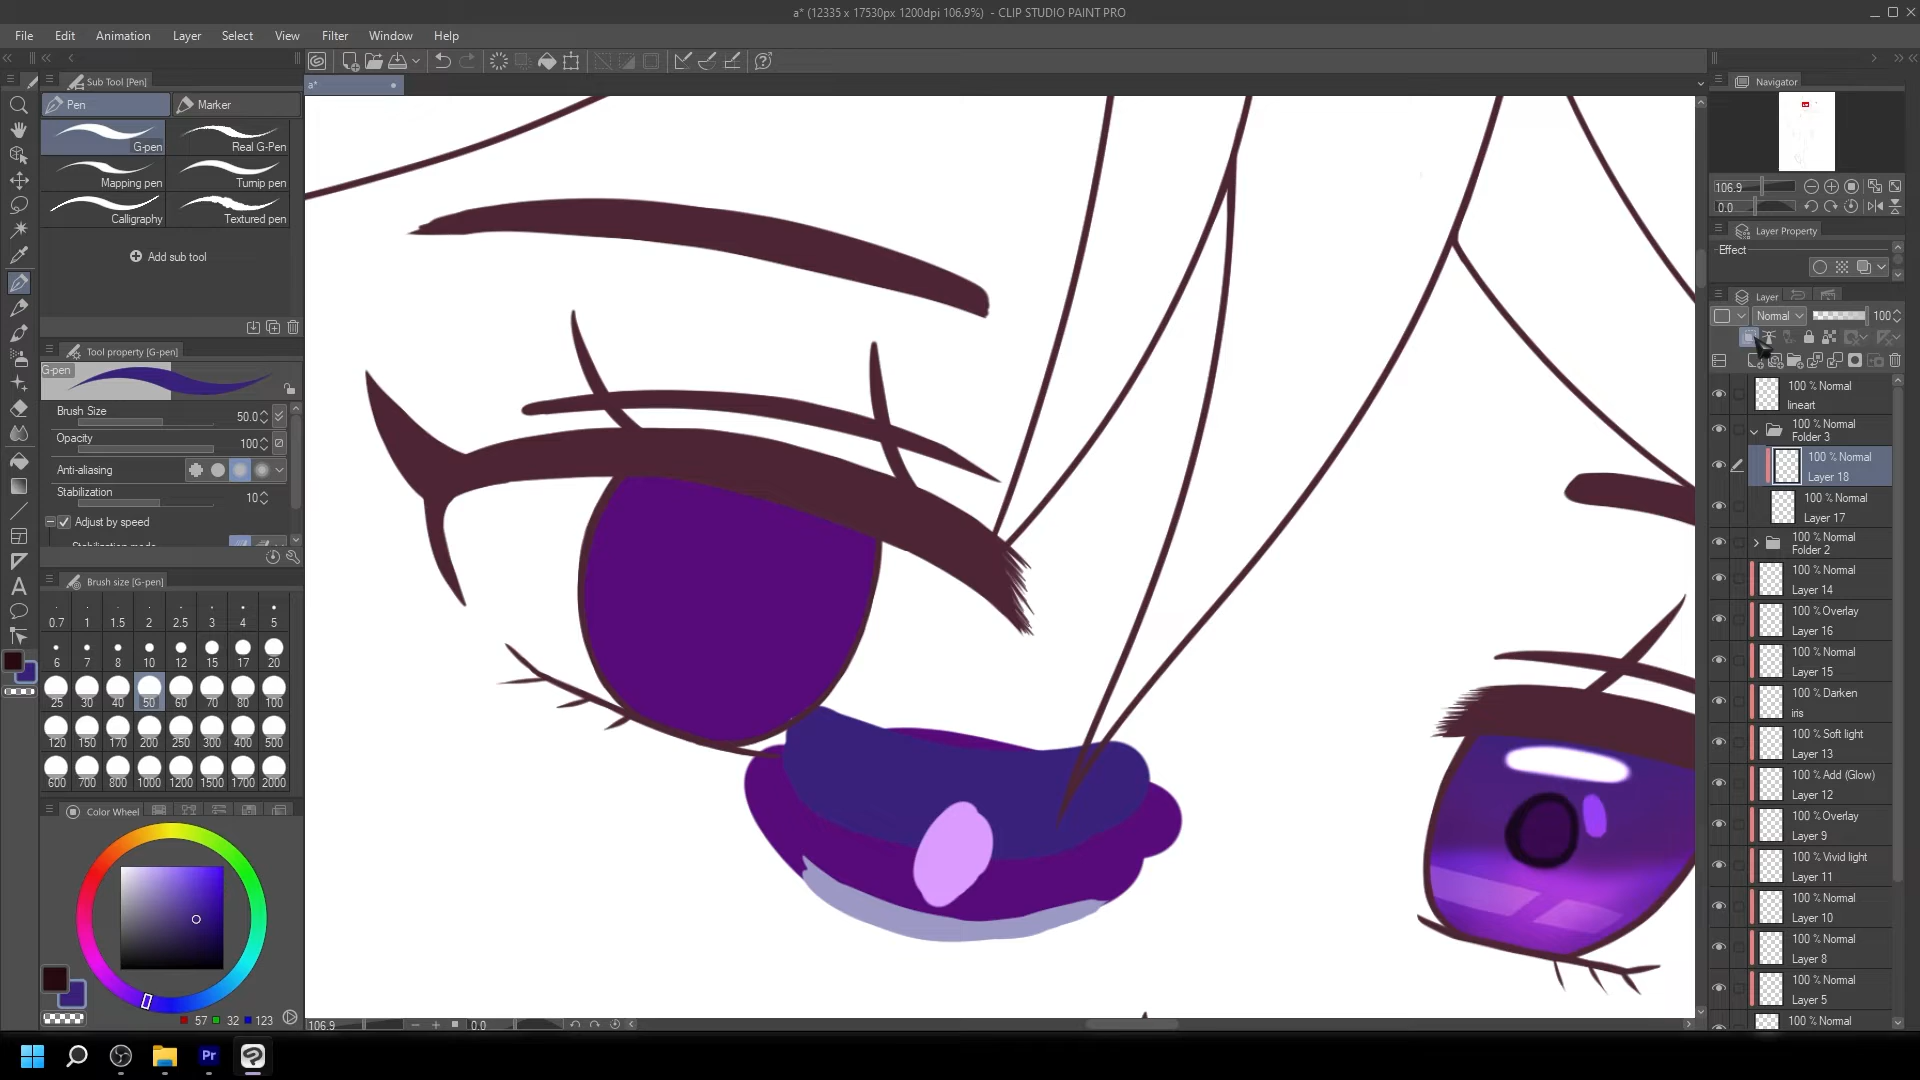 a* (12335 x 17530px 1200dpi 106.9%) - CLIP STUDIO PAINT PRO
File Edit Animation Layer Select View Filter Window Help
Sub Tool [Pen]
Navigator
a*
Pen Marker
G-pen Real G-Pen
Mapping pen Turnip pen
Calligraphy Textured pen
Add sub tool
106.9
0.0
Layer Property
Effect
Layer
Normal 100
Tool property [G-pen]
G-pen
Brush Size 50.0
Opacity 100
Anti-aliasing
Stabilization 10
Adjust by speed
Brush size [G-pen]
0.7 1 1.5 2 2.5 3 4 5
6 7 8 10 12 15 17 20
25 30 40 50 60 70 80 100
120 150 170 200 250 300 400 500
600 700 800 1000 1200 1500 1700 2000
Color Wheel
57 32 123
100 % Normal
lineart
100 % Normal
Folder 3
100 % Normal
Layer 18
100 % Normal
Layer 17
100 % Normal
Folder 2
100 % Normal
Layer 14
100 % Overlay
Layer 16
100 % Normal
Layer 15
100 % Darken
iris
100 % Soft light
Layer 13
100 % Add (Glow)
Layer 12
100 % Overlay
Layer 9
100 % Vivid light
Layer 11
100 % Normal
Layer 10
100 % Normal
Layer 8
100 % Normal
Layer 5
100 % Normal
106.9 0.0
Pr